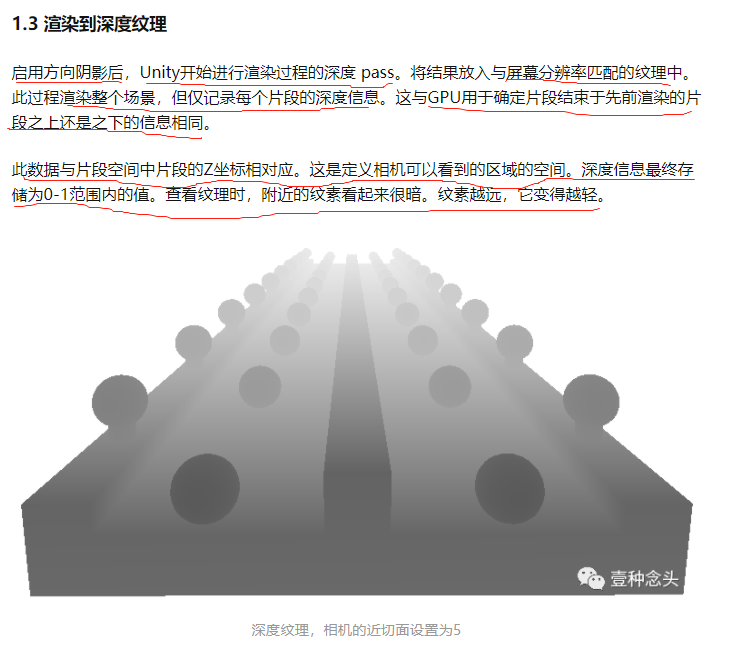 1.3 渲染到深度纹理
启用方向阴影后，Unity开始进行渲染过程的深度 pass。将结果放入与屏幕分辨率匹配的纹理中。
此过程渲染整个场景，但仅记录每个片段的深度信息。这与GPU用于确定片段结束于先前渲染的片
段之上还是之下的信息相同。
此数据与片段空间中片段的Z坐标相对应。这是定义相机可以看到的区域的空间。深度信息最终存
储为0-1范围内的值。查看纹理时，附近的纹素看起来很暗。纹素越远，它变得越轻。
壹种念头
深度纹理，相机的近切面设置为5